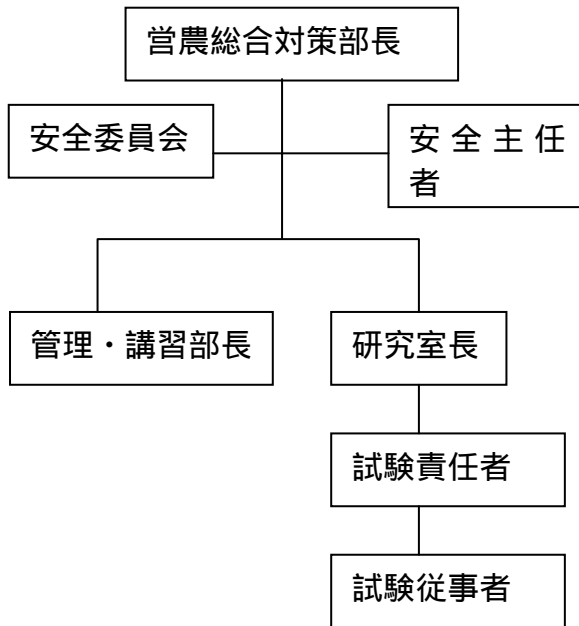 営農総合対策部長
安全委員会
安全主任
者
管理・講習部長
研究室長
試験責任者
試験従事者